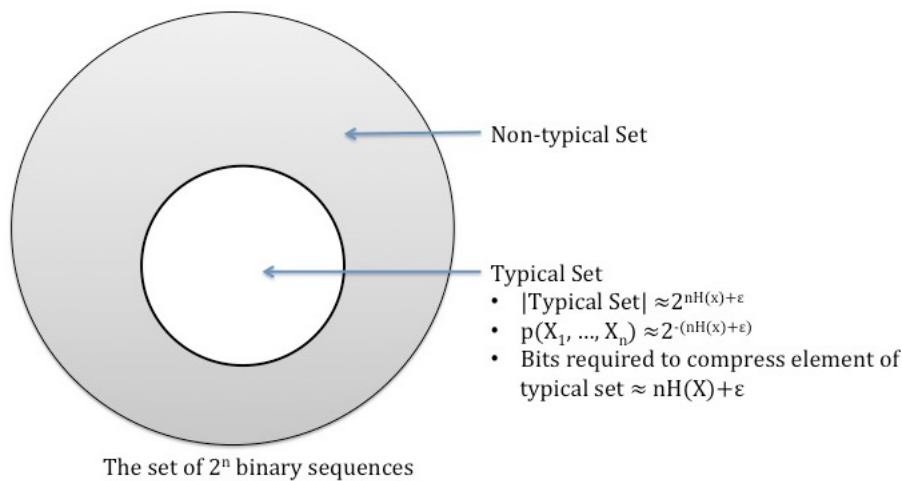 Non-typical Set
Typical Set
• |Typical Set| ≈2^{nH(x)+ε}
• p(X₁, …, Xₙ) ≈2^{-(nH(x)+ε)}
• Bits required to compress element of
typical set ≈ nH(X)+ε
The set of 2ⁿ binary sequences